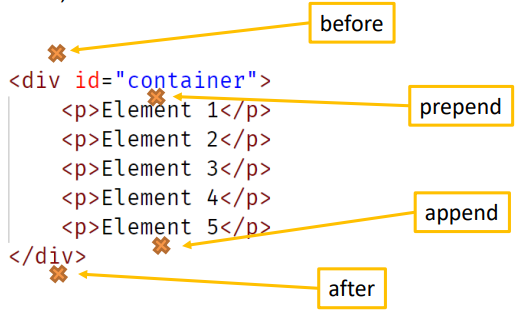 before
<div id="container">
prepend
<p>Element 1</p>
<p>Element 2</p>
<p>Element 3</p>
<p>Element 4</p>
append
<p>Element 5</p>
</div>
after